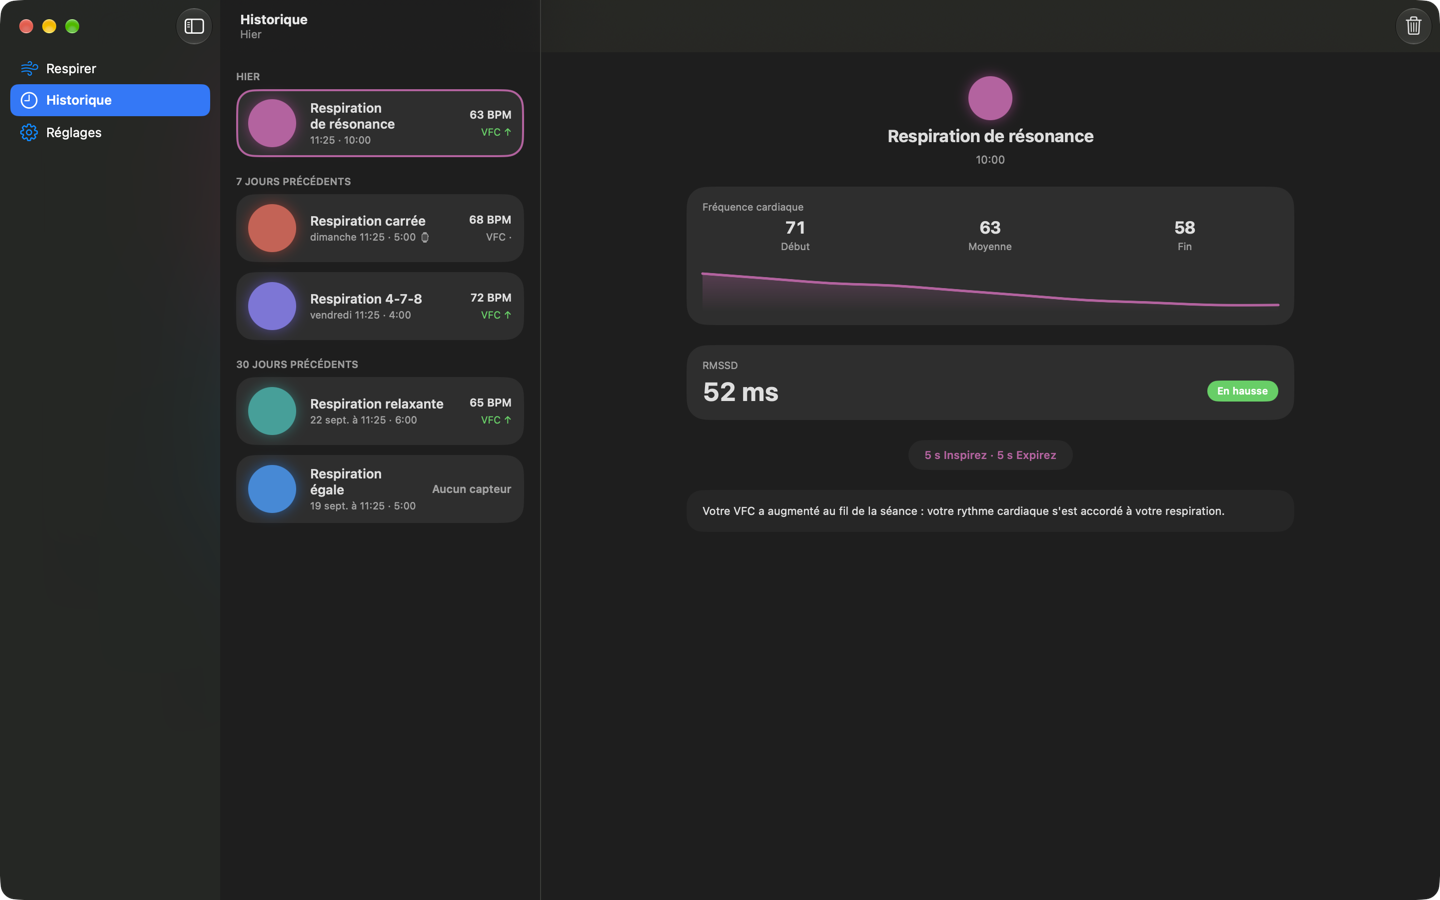 Respirer
Historique
Réglages
Historique
Hier
HIER
Respiration
de résonance
11:25 · 10:00
63 BPM
VFC ↑
7 JOURS PRÉCÉDENTS
Respiration carrée
dimanche 11:25 · 5:00
68 BPM
VFC ·
Respiration 4-7-8
vendredi 11:25 · 4:00
72 BPM
VFC ↑
30 JOURS PRÉCÉDENTS
Respiration relaxante
22 sept. à 11:25 · 6:00
65 BPM
VFC ↑
Respiration
égale
19 sept. à 11:25 · 5:00
Aucun capteur
Respiration de résonance
10:00
Fréquence cardiaque
71 63 58
Début Moyenne Fin
RMSSD
52 ms
En hausse
5 s Inspirez · 5 s Expirez
Votre VFC a augmenté au fil de la séance : votre rythme cardiaque s'est accordé à votre respiration.